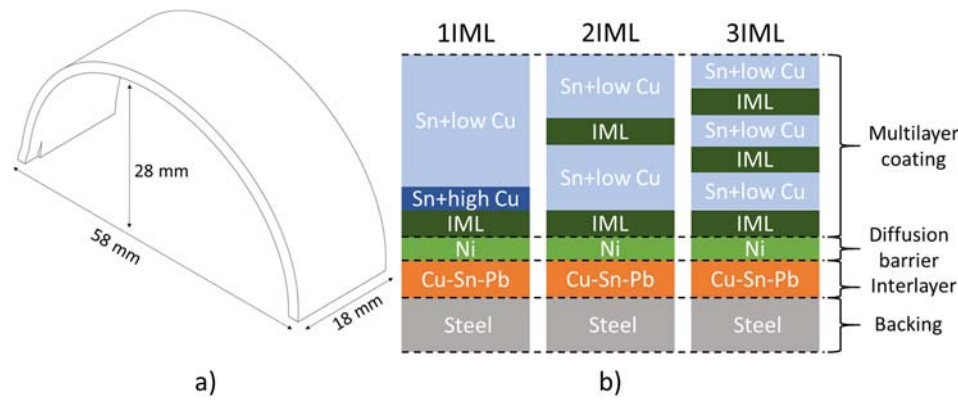 28 mm
58 mm
18 mm
a)
1IML
2IML
3IML
Sn+low Cu
Sn+high Cu
IML
Ni
Cu-Sn-Pb
Steel
Sn+low Cu
IML
Sn+low Cu
IML
Ni
Cu-Sn-Pb
Steel
Sn+low Cu
IML
Sn+low Cu
IML
Sn+low Cu
IML
Ni
Cu-Sn-Pb
Steel
Multilayer
coating
Diffusion
barrier
Interlayer
Backing
b)